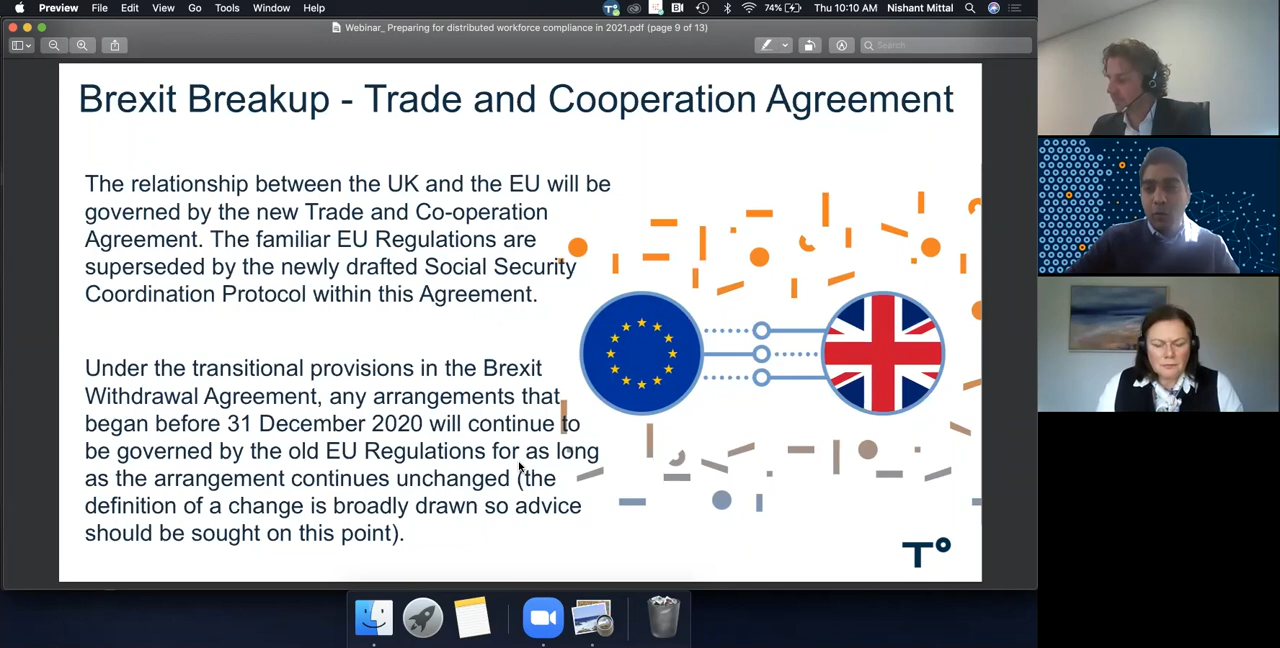 Preview File Edit View Go Tools Window Help
74% Thu 10:10 AM Nishant Mittal
Webinar_ Preparing for distributed workforce compliance in 2021.pdf (page 9 of 13)
Search
Brexit Breakup - Trade and Cooperation Agreement
The relationship between the UK and the EU will be
governed by the new Trade and Co-operation
Agreement. The familiar EU Regulations are
superseded by the newly drafted Social Security
Coordination Protocol within this Agreement.
Under the transitional provisions in the Brexit
Withdrawal Agreement, any arrangements that
began before 31 December 2020 will continue to
be governed by the old EU Regulations for as long
as the arrangement continues unchanged (the
definition of a change is broadly drawn so advice
should be sought on this point).
T°